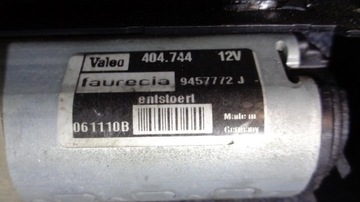 Valeo 404.744 12V
faurecia 9457772 J
entstoert
061110B Made in
Germany